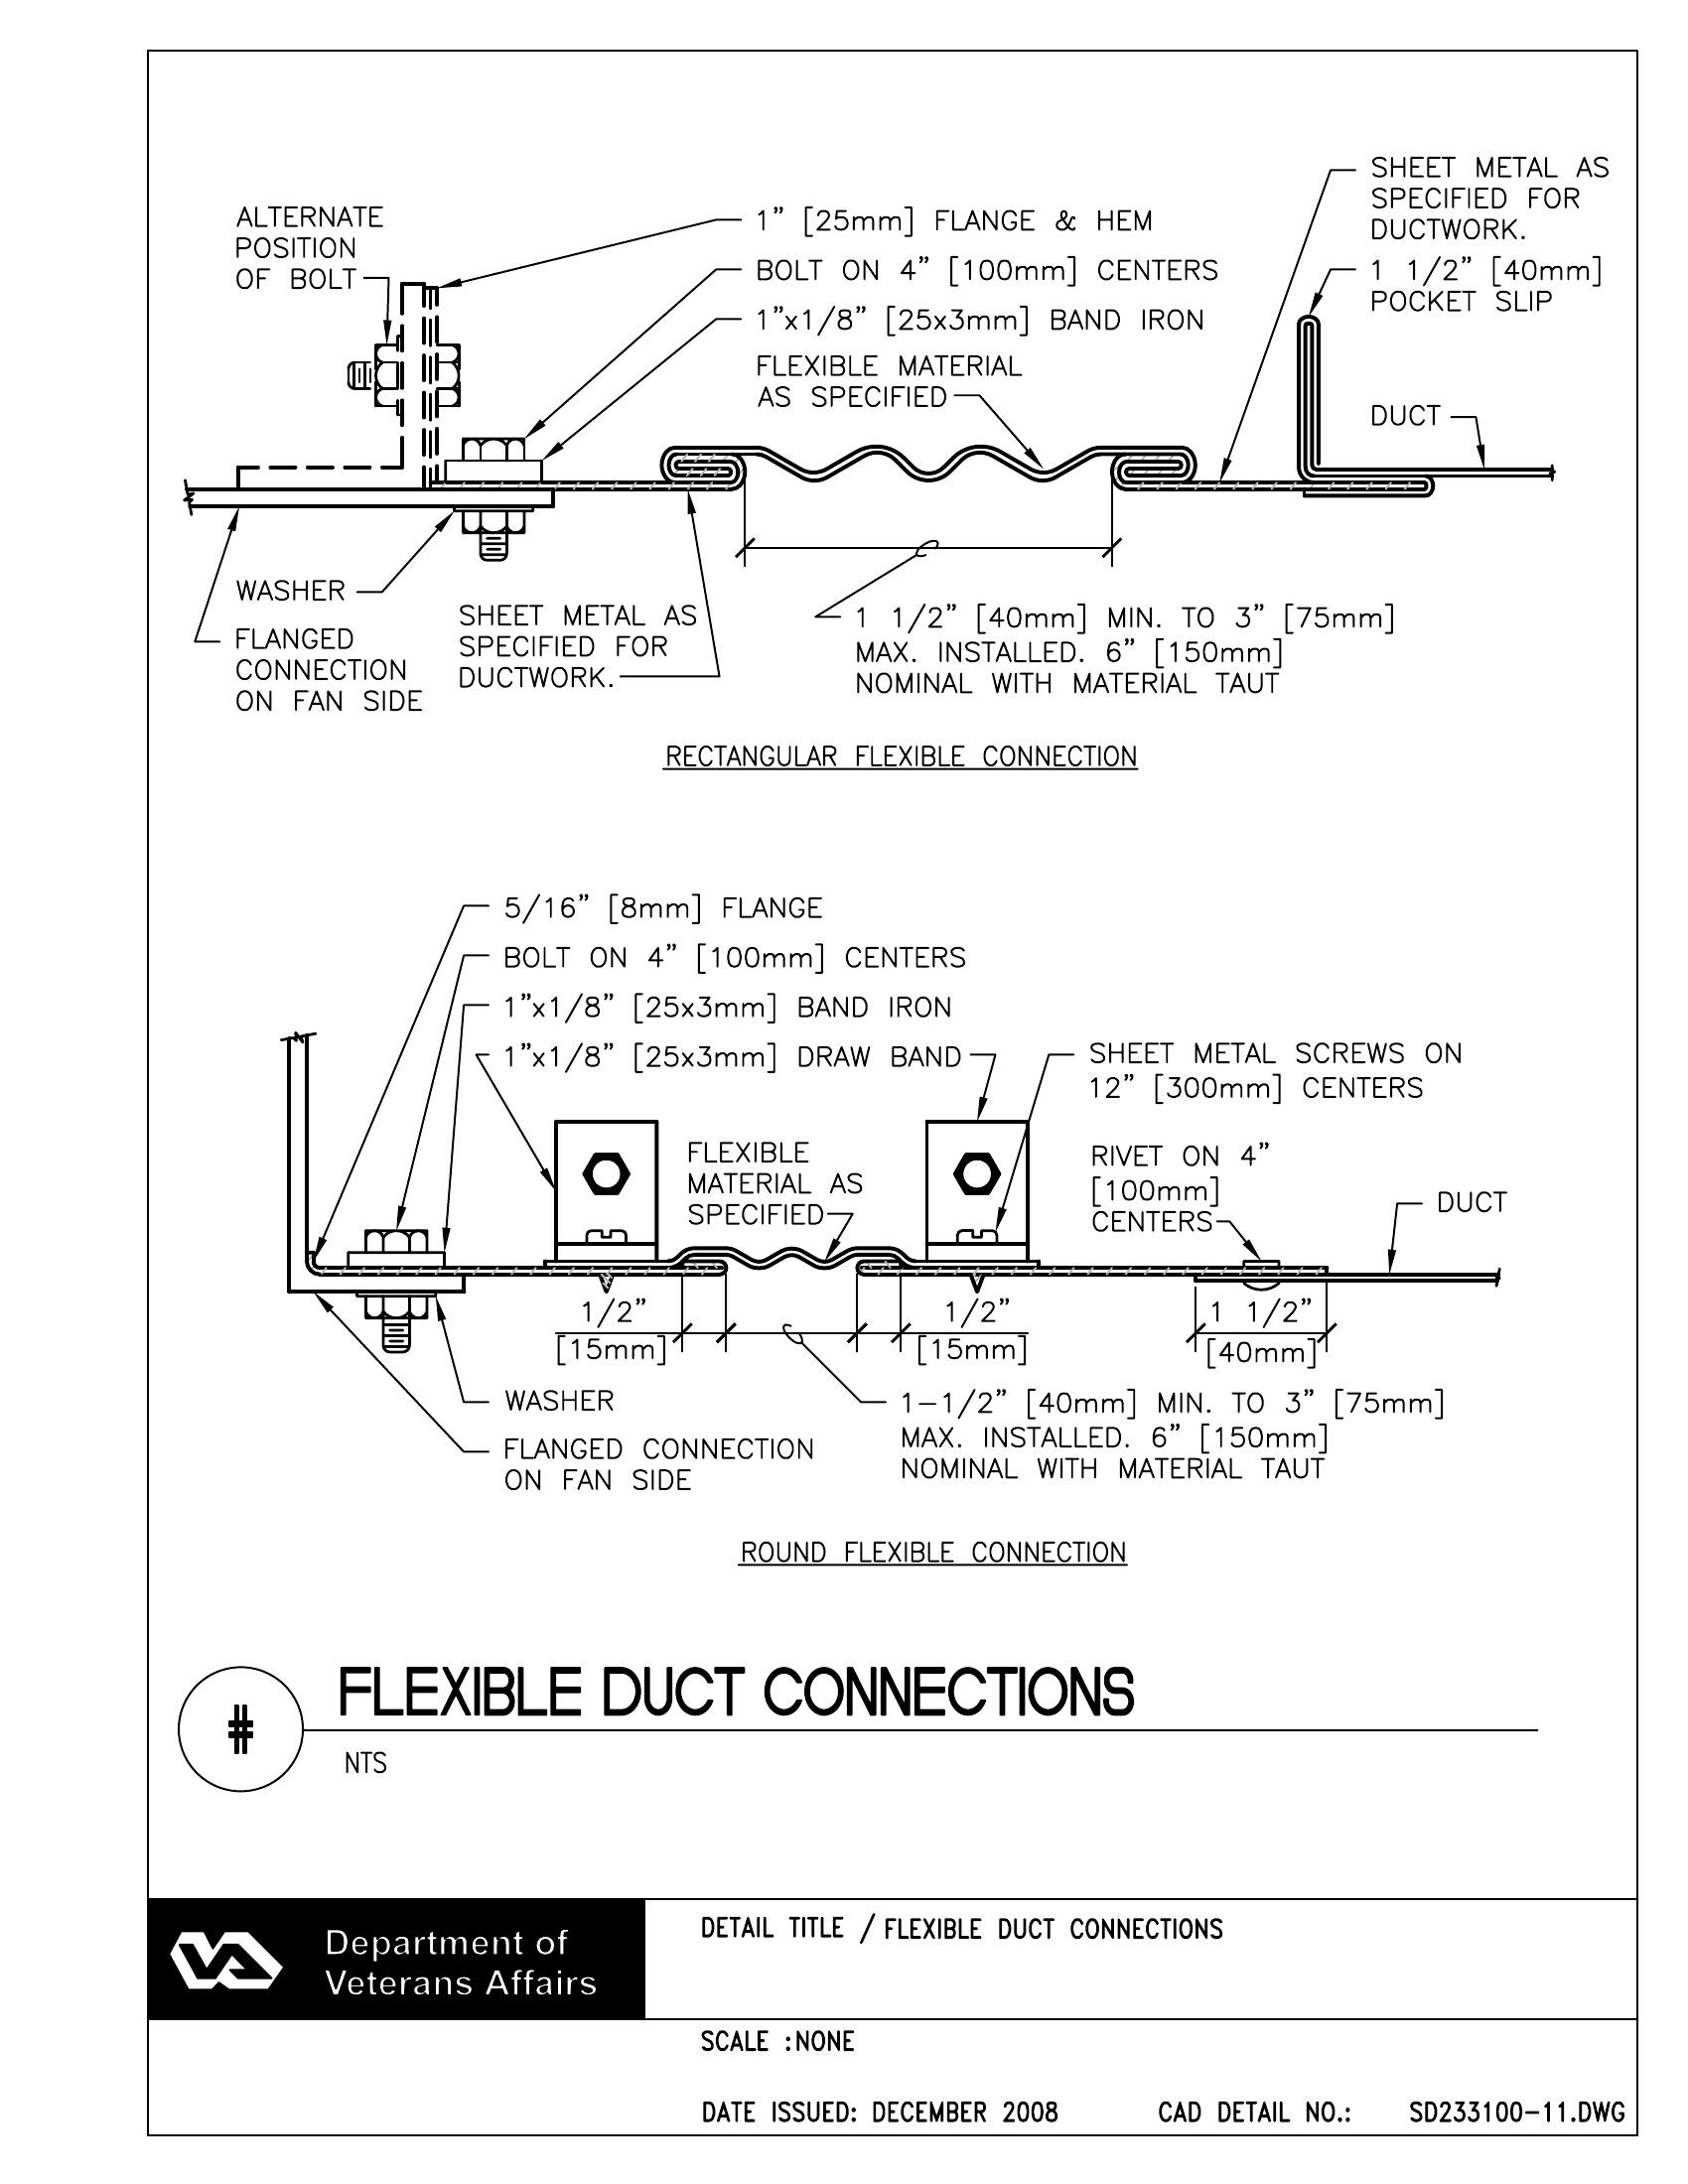 ALTERNATE
POSITION
OF BOLT
1" [25mm] FLANGE & HEM
BOLT ON 4" [100mm] CENTERS
1"x1/8" [25x3mm] BAND IRON
FLEXIBLE MATERIAL
AS SPECIFIED
SHEET METAL AS
SPECIFIED FOR
DUCTWORK.
1 1/2" [40mm]
POCKET SLIP
DUCT
WASHER
FLANGED
CONNECTION
ON FAN SIDE
SHEET METAL AS
SPECIFIED FOR
DUCTWORK.
1 1/2" [40mm] MIN. TO 3" [75mm]
MAX. INSTALLED. 6" [150mm]
NOMINAL WITH MATERIAL TAUT
RECTANGULAR FLEXIBLE CONNECTION
5/16" [8mm] FLANGE
BOLT ON 4" [100mm] CENTERS
1"x1/8" [25x3mm] BAND IRON
1"x1/8" [25x3mm] DRAW BAND
SHEET METAL SCREWS ON
12" [300mm] CENTERS
FLEXIBLE
MATERIAL AS
SPECIFIED
RIVET ON 4"
[100mm]
CENTERS
DUCT
1/2"
[15mm]
1/2"
[15mm]
1 1/2"
[40mm]
WASHER
FLANGED CONNECTION
ON FAN SIDE
1-1/2" [40mm] MIN. TO 3" [75mm]
MAX. INSTALLED. 6" [150mm]
NOMINAL WITH MATERIAL TAUT
ROUND FLEXIBLE CONNECTION
#
FLEXIBLE DUCT CONNECTIONS
NTS
Department of
Veterans Affairs
DETAIL TITLE / FLEXIBLE DUCT CONNECTIONS
SCALE :NONE
DATE ISSUED: DECEMBER 2008
CAD DETAIL NO.: SD233100-11.DWG